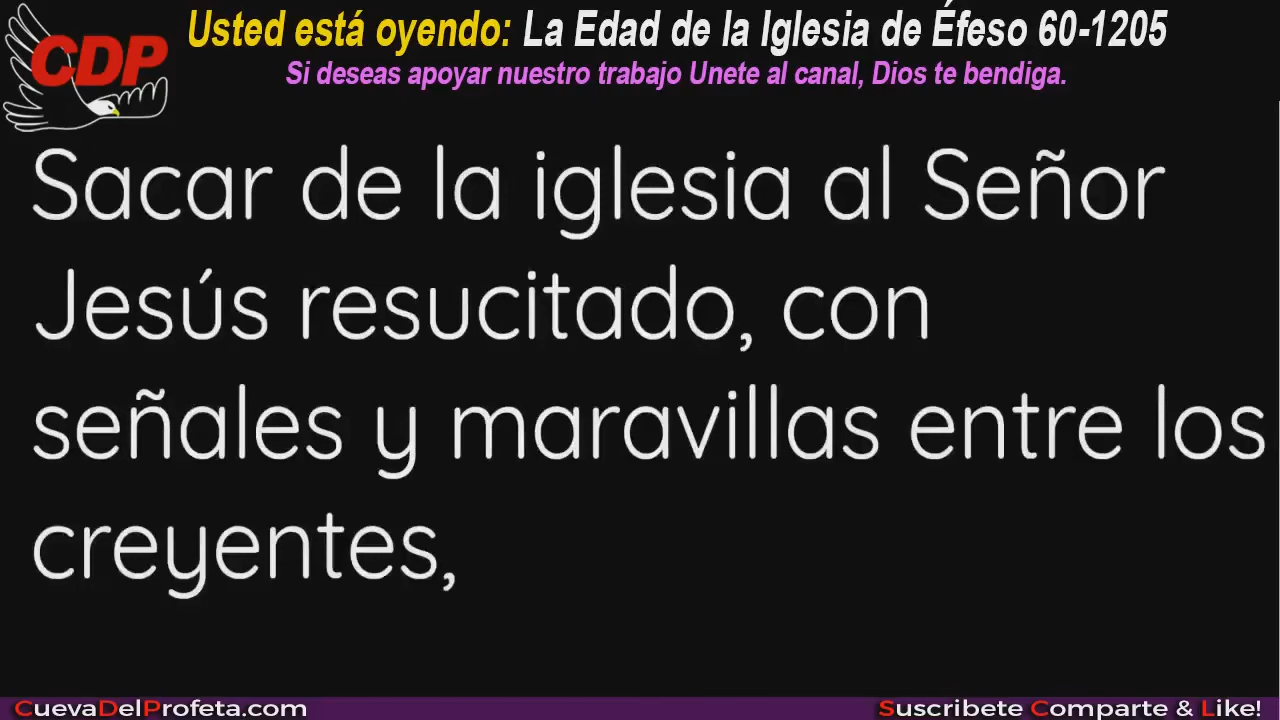 CDP
Usted está oyendo: La Edad de la Iglesia de Éfeso 60-1205
Si deseas apoyar nuestro trabajo Unete al canal, Dios te bendiga.
Sacar de la iglesia al Señor
Jesús resucitado, con
señales y maravillas entre los
creyentes,
CuevaDelProfeta.com
Suscribete Comparte & Like!